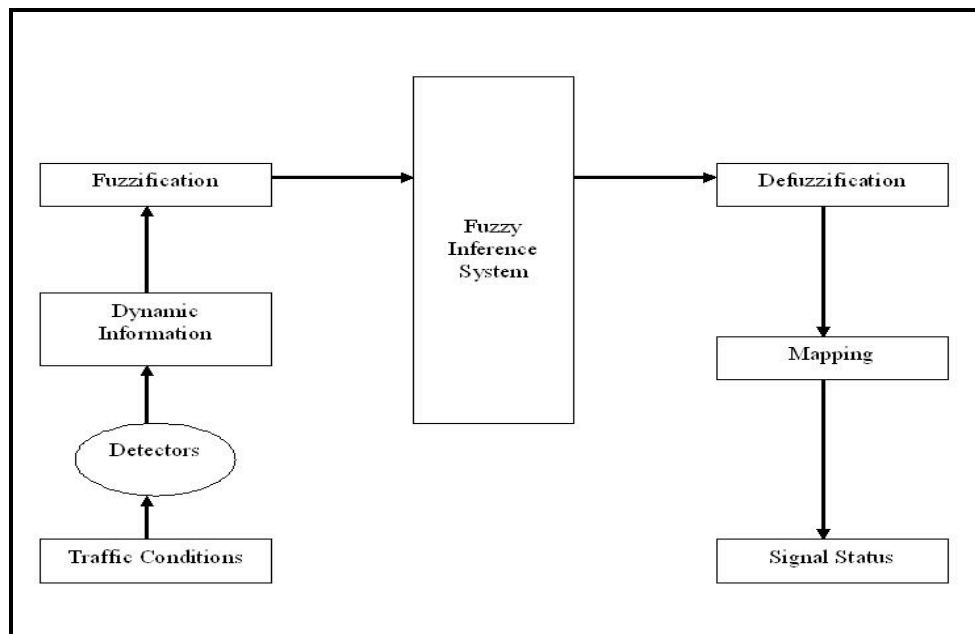 Fuzzification
Defuzzification
Fuzzy
Inference
System
Dynamic
Information
Mapping
Detectors
Traffic Conditions
Signal Status